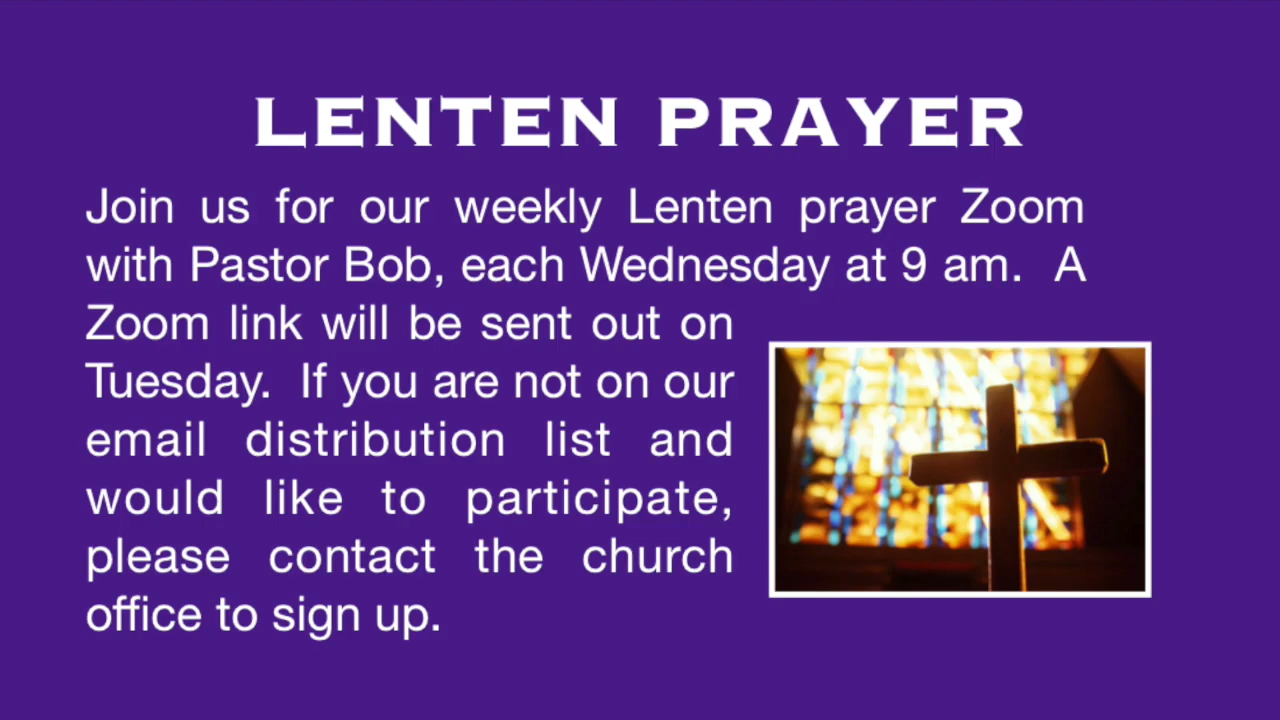 LENTEN PRAYER
Join us for our weekly Lenten prayer Zoom
with Pastor Bob, each Wednesday at 9 am. A
Zoom link will be sent out on
Tuesday. If you are not on our
email distribution list and
would like to participate,
please contact the church
office to sign up.